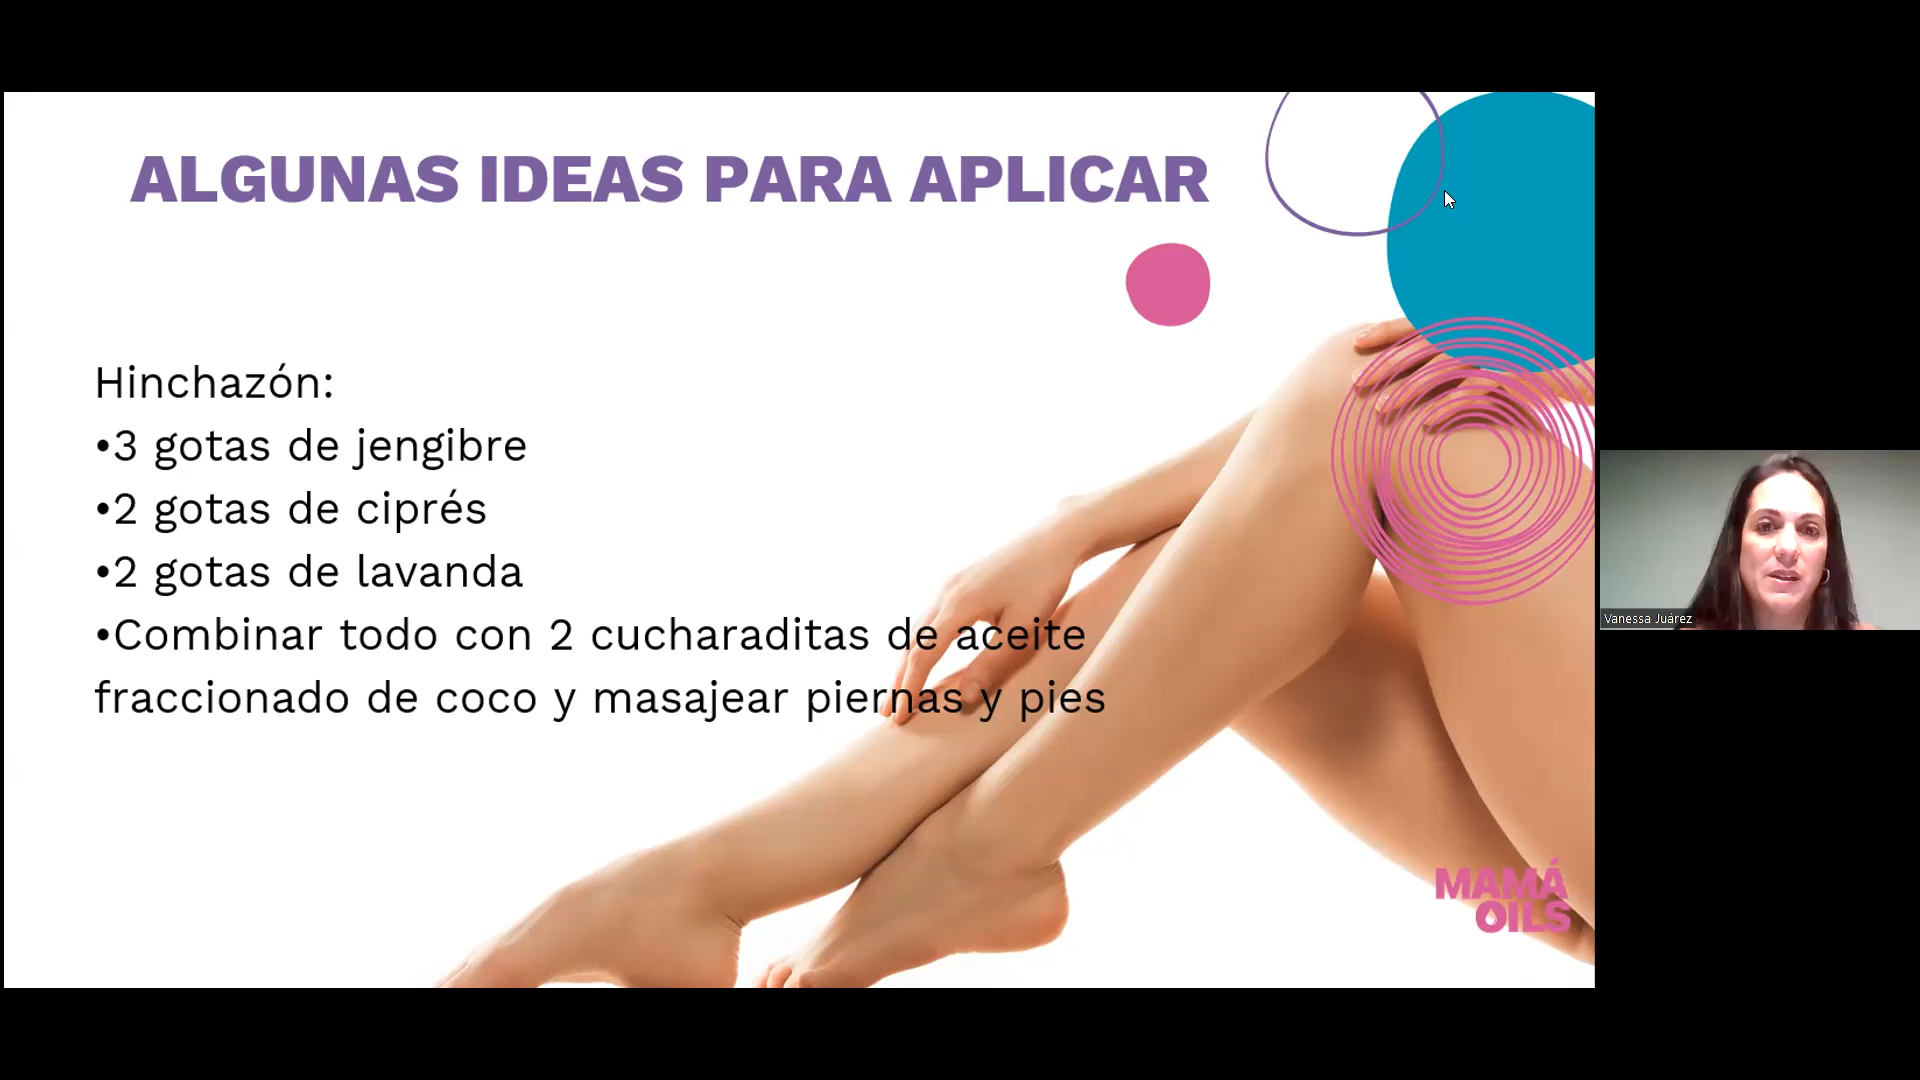 ALGUNAS IDEAS PARA APLICAR
Hinchazón:
•3 gotas de jengibre
•2 gotas de ciprés
•2 gotas de lavanda
•Combinar todo con 2 cucharaditas de aceite
fraccionado de coco y masajear piernas y pies
MAMÁ
OILS
Vanessa Juárez